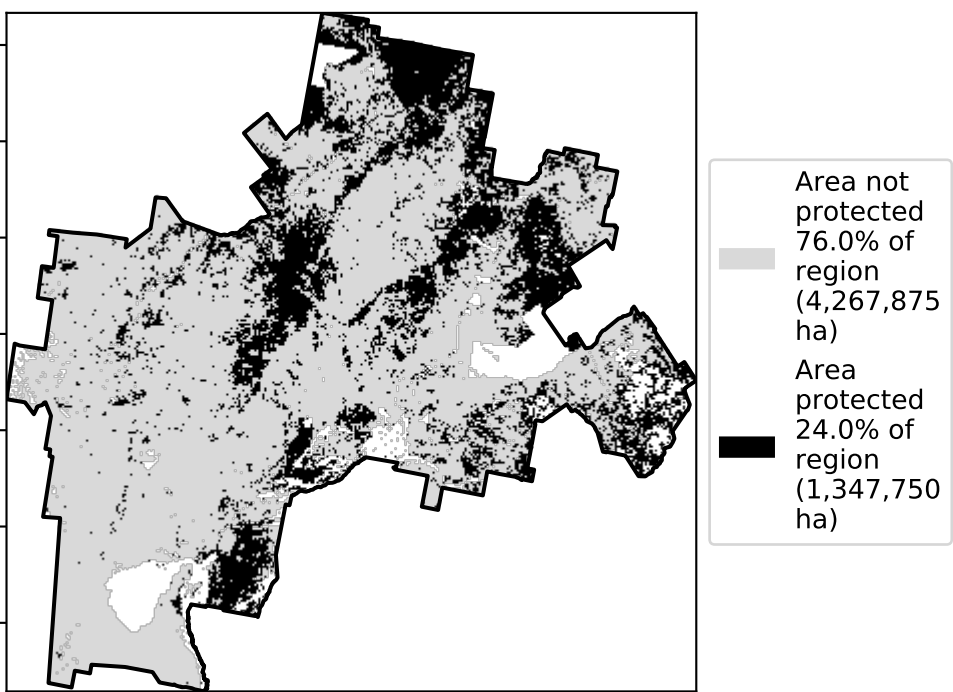 Area not
protected
76.0% of
region
(4,267,875
ha)
Area
protected
24.0% of
region
(1,347,750
ha)